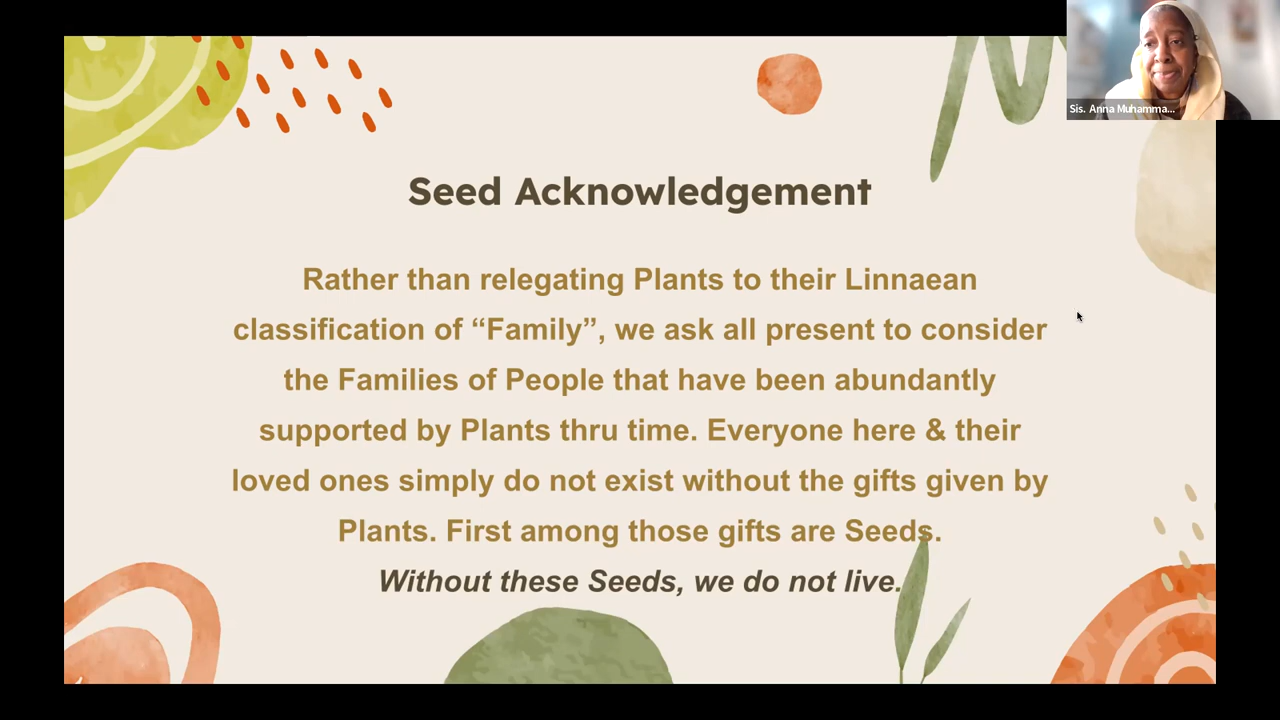 Sis. Anna Muhamma...
Seed Acknowledgement
Rather than relegating Plants to their Linnaean
classification of “Family”, we ask all present to consider
the Families of People that have been abundantly
supported by Plants thru time. Everyone here & their
loved ones simply do not exist without the gifts given by
Plants. First among those gifts are Seeds.
Without these Seeds, we do not live.